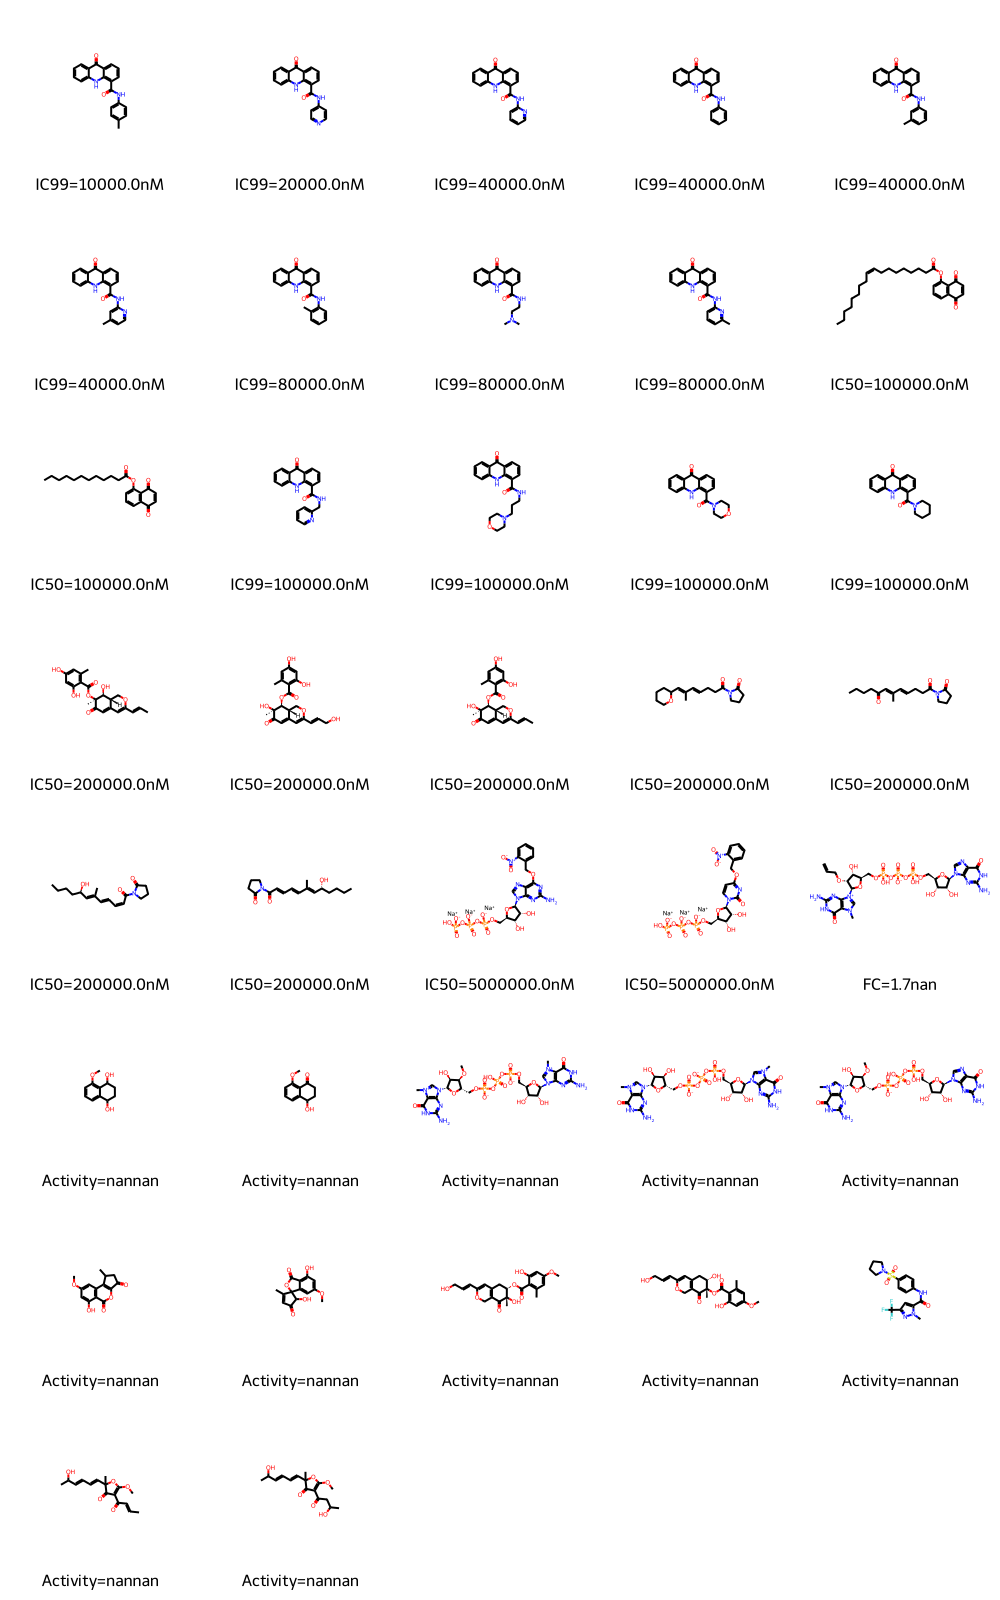 IC99=10000.0nM IC99=20000.0nM IC99=40000.0nM IC99=40000.0nM IC99=40000.0nM
IC99=40000.0nM IC99=80000.0nM IC99=80000.0nM IC99=80000.0nM IC50=100000.0nM
IC50=100000.0nM IC99=100000.0nM IC99=100000.0nM IC99=100000.0nM IC99=100000.0nM
IC50=200000.0nM IC50=200000.0nM IC50=200000.0nM IC50=200000.0nM IC50=200000.0nM
IC50=200000.0nM IC50=200000.0nM IC50=5000000.0nM IC50=5000000.0nM FC=1.7nan
Activity=nannan Activity=nannan Activity=nannan Activity=nannan Activity=nannan
Activity=nannan Activity=nannan Activity=nannan Activity=nannan Activity=nannan
Activity=nannan Activity=nannan